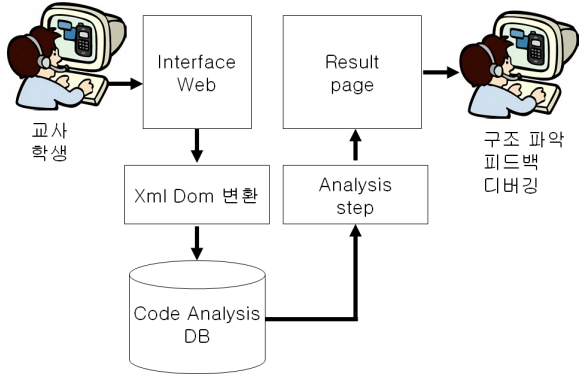 교사
학생
Interface
Web
Xml Dom 변환
Code Analysis
DB
Analysis
step
Result
page
구조 파악
피드백
디버깅